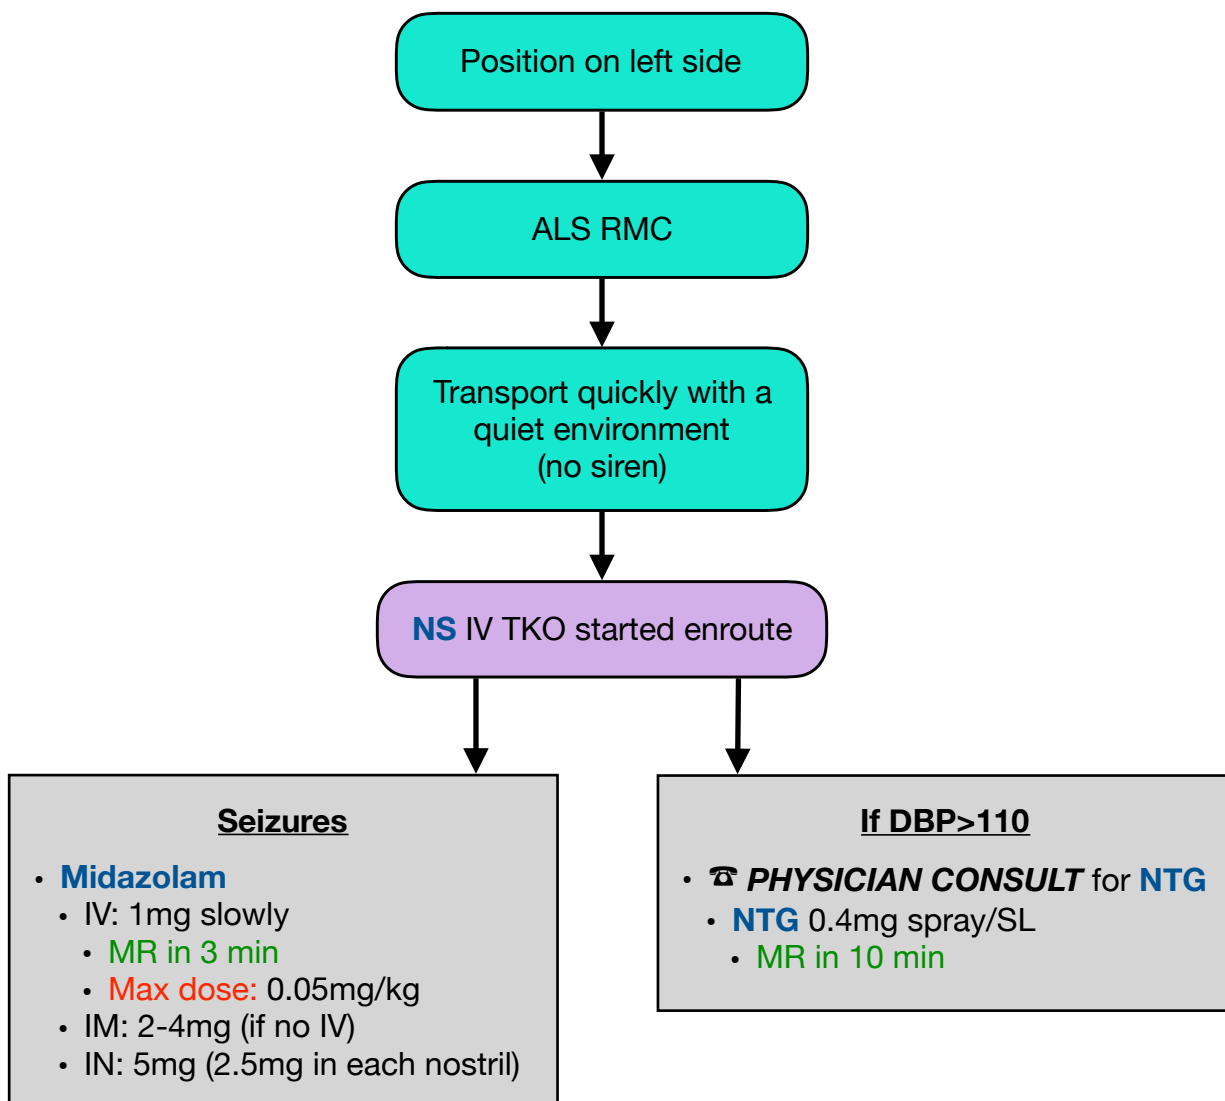 Position on left side
ALS RMC
Transport quickly with a
quiet environment
(no siren)
NS IV TKO started enroute
Seizures
• Midazolam
• IV: 1mg slowly
• MR in 3 min
• Max dose: 0.05mg/kg
• IM: 2-4mg (if no IV)
• IN: 5mg (2.5mg in each nostril)
If DBP>110
• ☎ PHYSICIAN CONSULT for NTG
• NTG 0.4mg spray/SL
• MR in 10 min